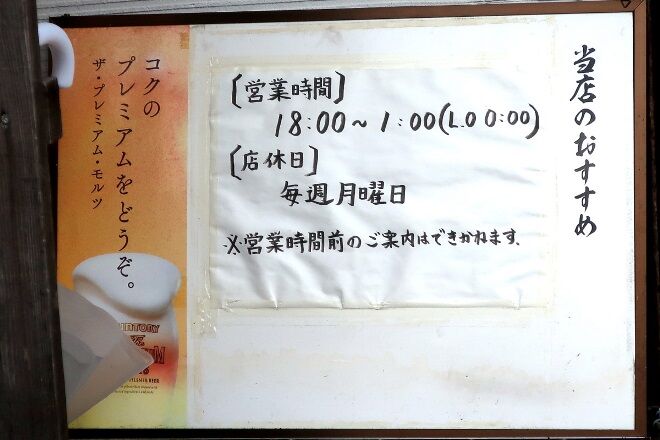 当店のおすすめ
[営業時間]
18:00~1:00(L.O 0:00)
[店休日]
毎週月曜日
※営業時間前のご案内はできかねます。
コクの
プレミアムをどうぞ。
ザ・プレミアム・モルツ
SUNTORY
The